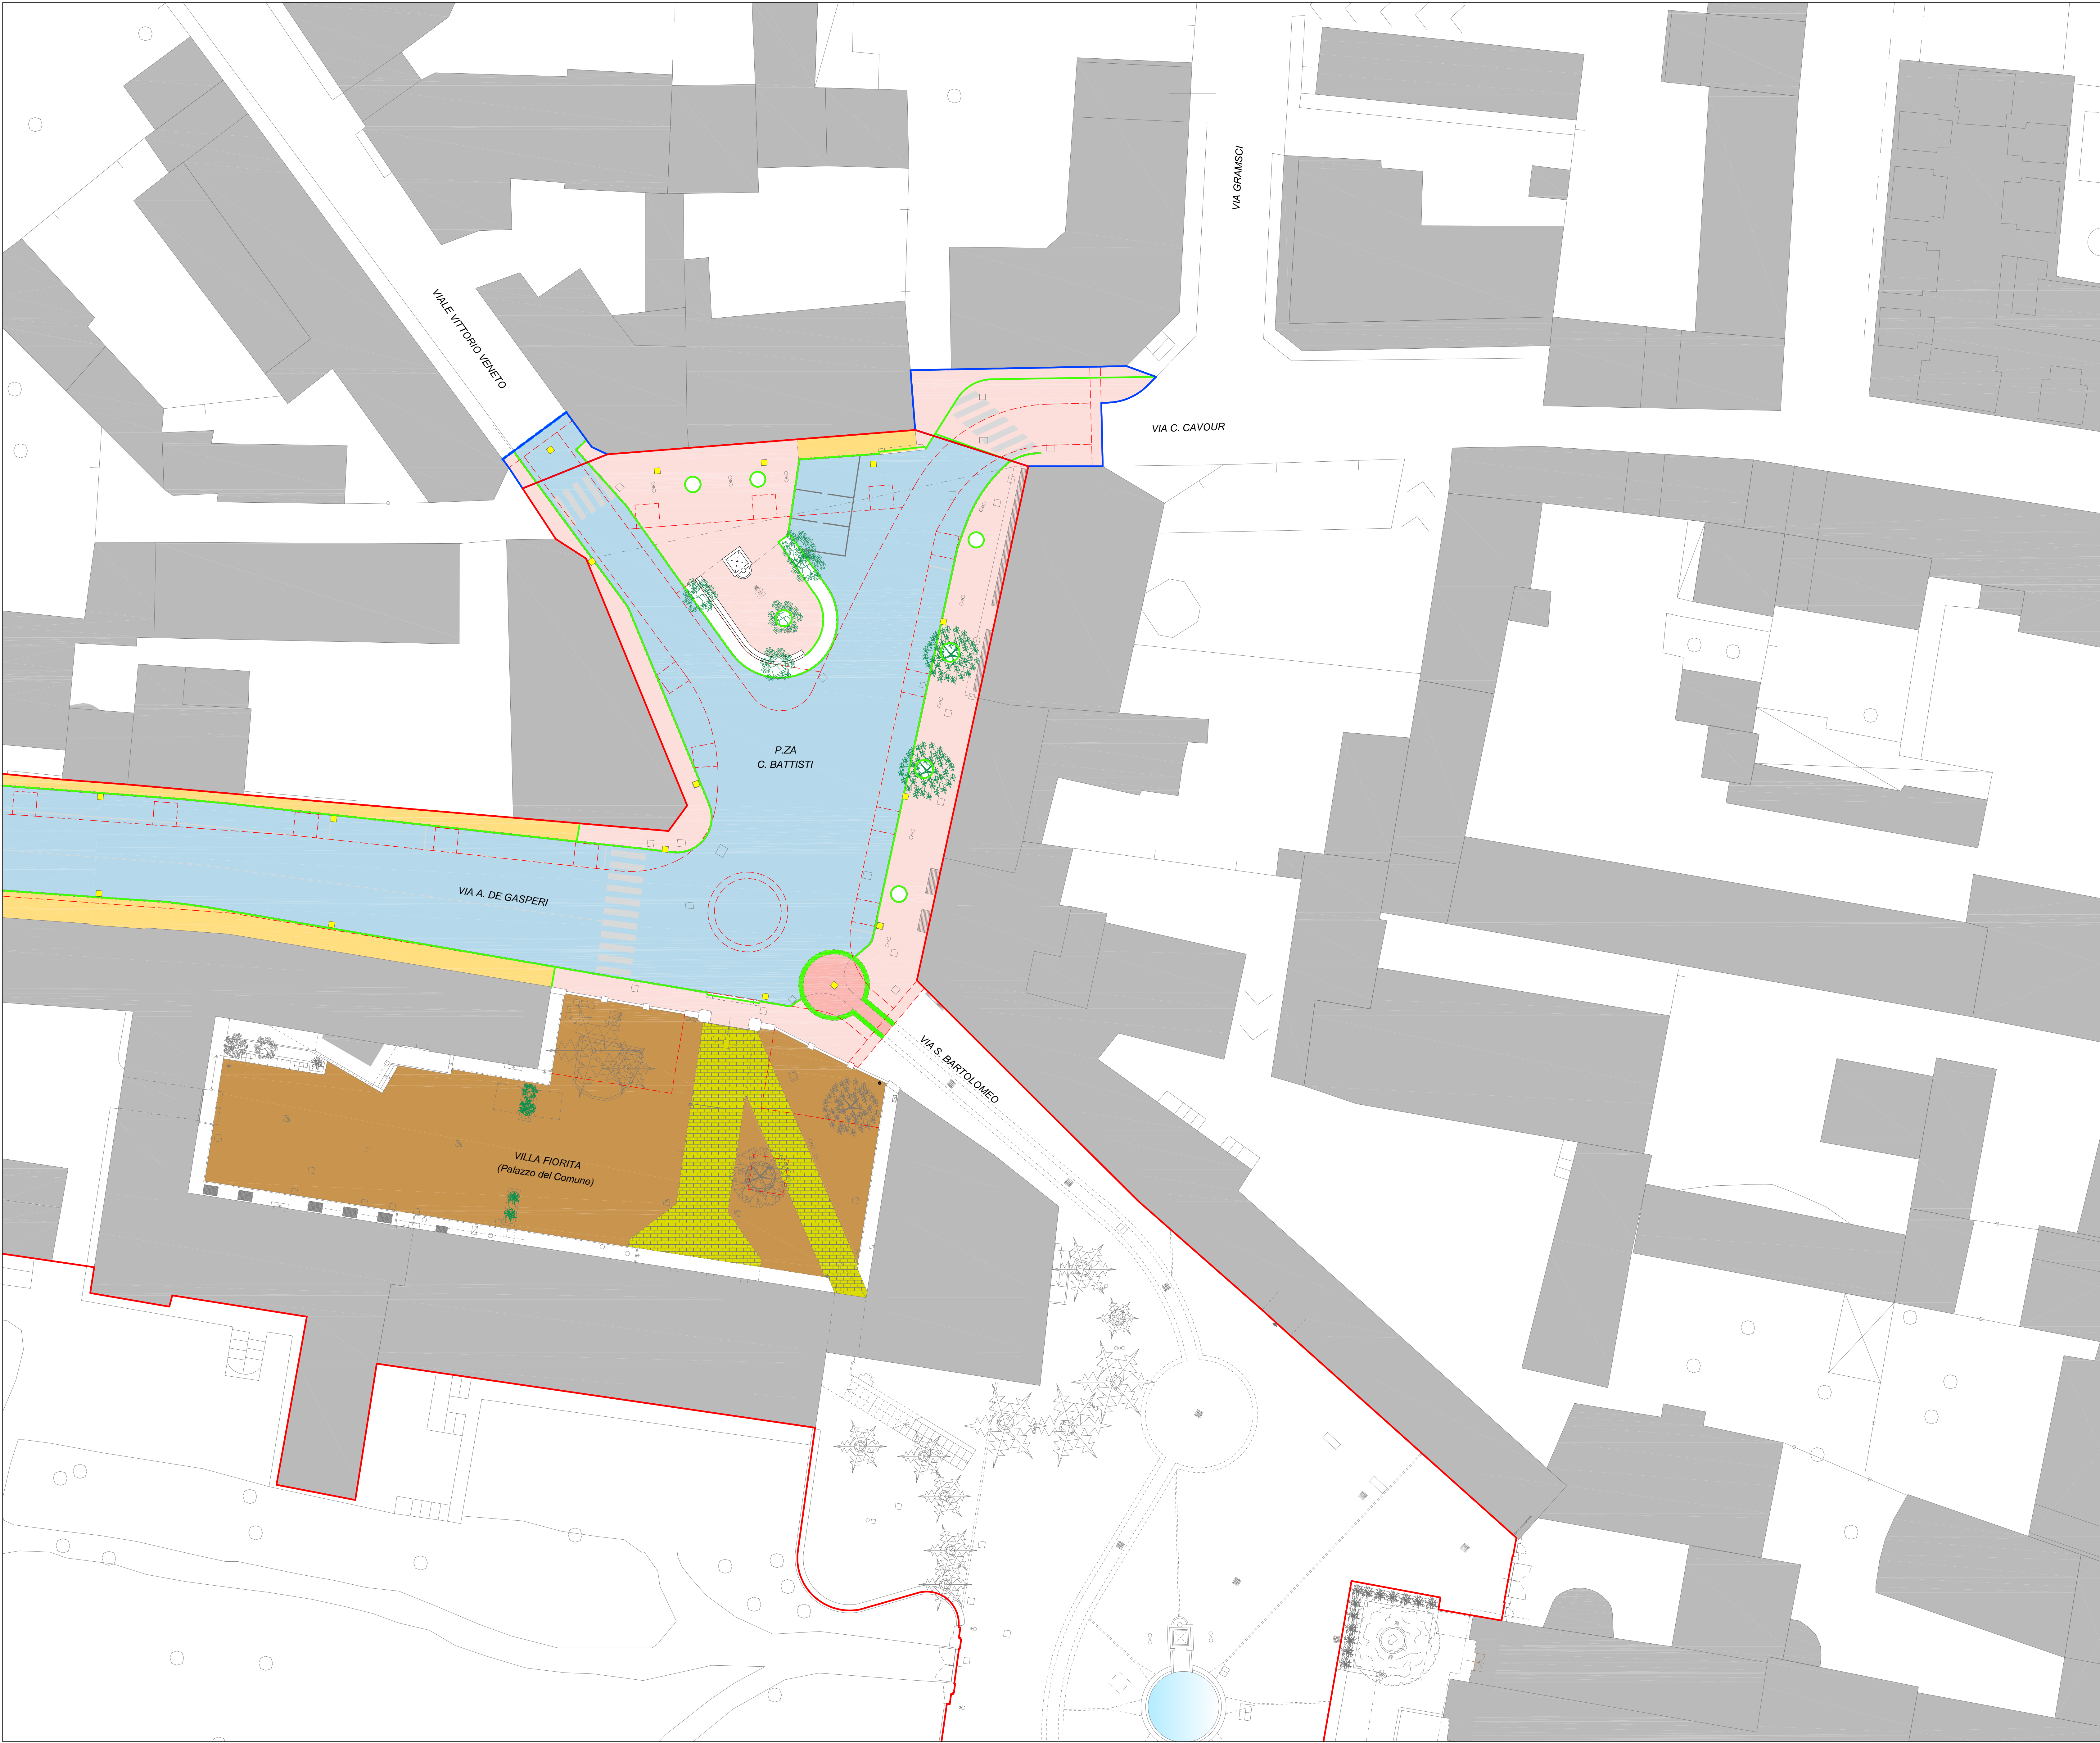 VIA GRAMSCI
VIALE VITTORIO VENETO
VIA C. CAVOUR
P.ZA
C. BATTISTI
VIA A. DE GASPERI
VIA S. BARTOLOMEO
VILLA FIORITA
(Palazzo del Comune)